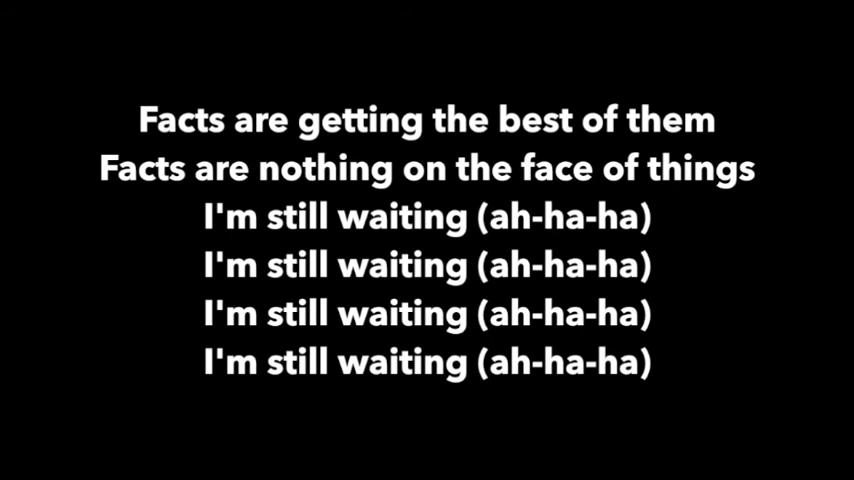 Facts are getting the best of them
Facts are nothing on the face of things
I'm still waiting (ah-ha-ha)
I'm still waiting (ah-ha-ha)
I'm still waiting (ah-ha-ha)
I'm still waiting (ah-ha-ha)